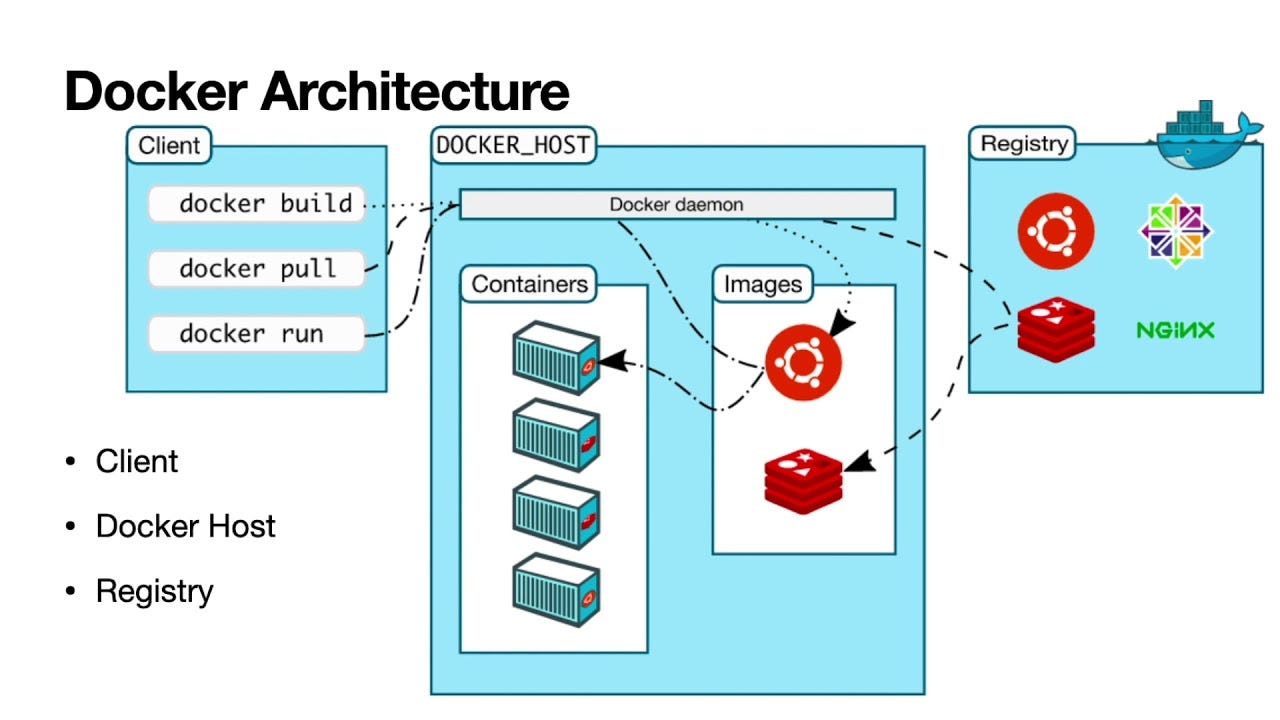 Docker Architecture
Client
docker build
docker pull
docker run
DOCKER_HOST
Docker daemon
Containers
Images
Registry
NGiNX
• Client
• Docker Host
• Registry